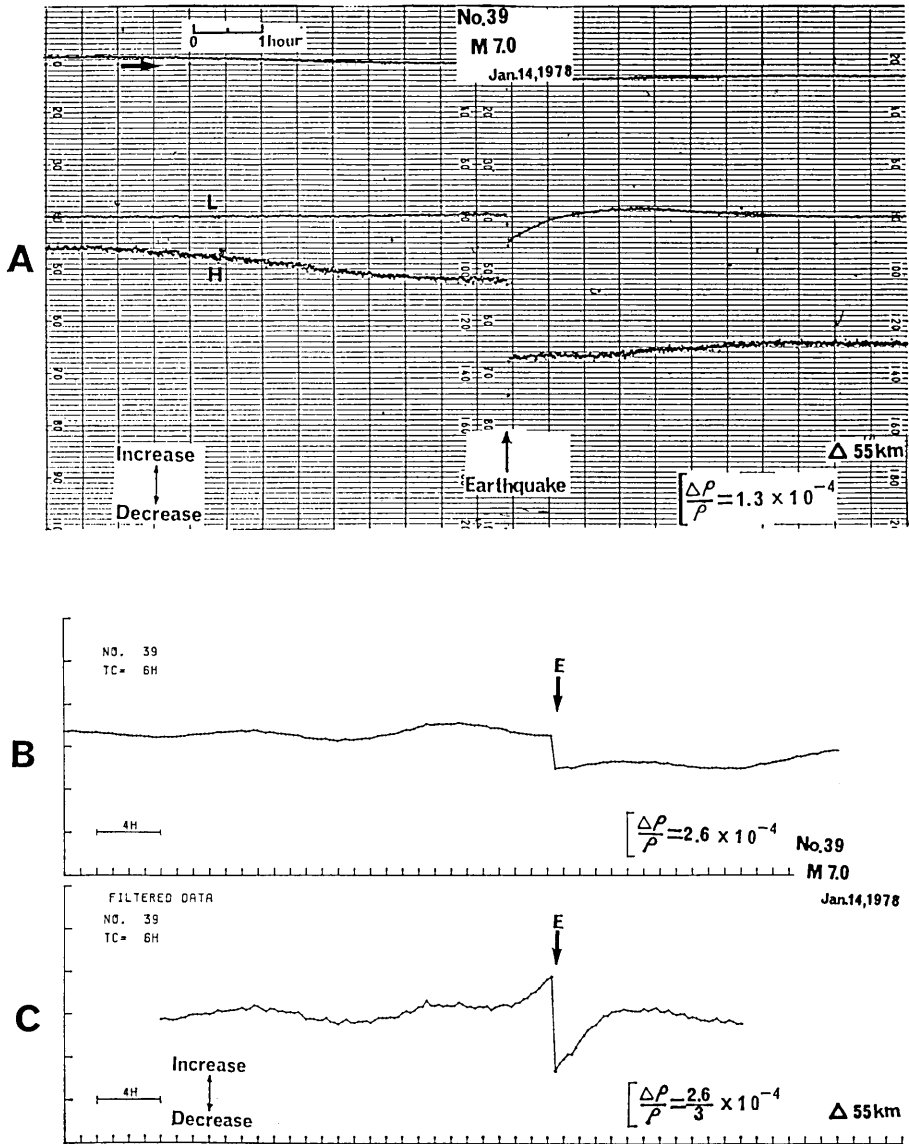 No.39
M 7.0
Jan.14,1978
0 1 hour
L
A
H
Increase
Decrease
Earthquake
Δ 55km
Δρ/ρ = 1.3 × 10⁻⁴
NO. 39
TC= 6H
E
B
4H
Δρ/ρ = 2.6 × 10⁻⁴
No.39
M 7.0
Jan.14,1978
FILTERED DATA
NO. 39
TC= 6H
E
C
Increase
Decrease
4H
Δρ/ρ = 2.6/3 × 10⁻⁴
Δ 55km